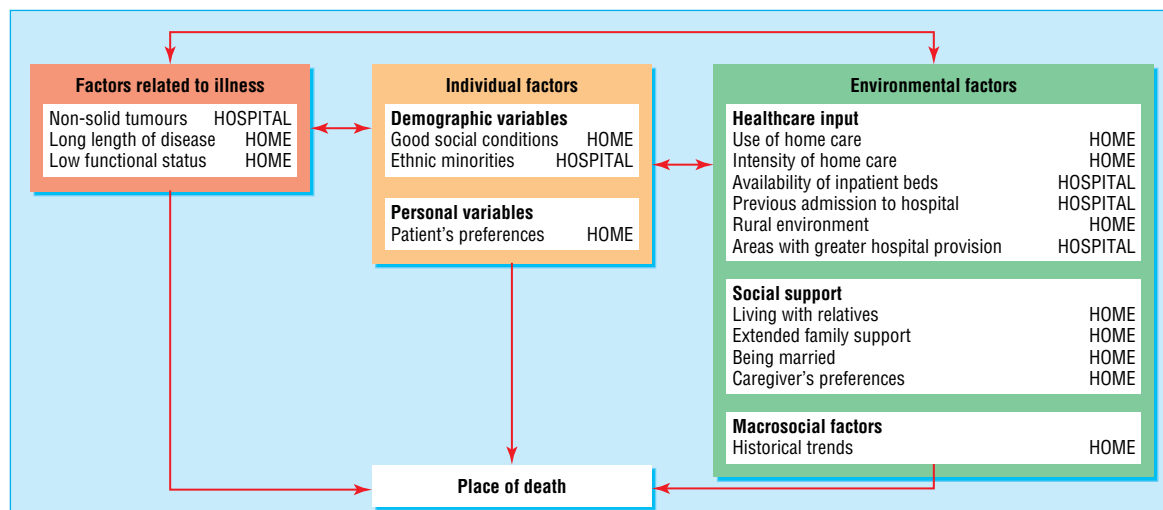 Factors related to illness
Non-solid tumours HOSPITAL
Long length of disease HOME
Low functional status HOME
Individual factors
Demographic variables
Good social conditions HOME
Ethnic minorities HOSPITAL
Personal variables
Patient's preferences HOME
Environmental factors
Healthcare input
Use of home care HOME
Intensity of home care HOME
Availability of inpatient beds HOSPITAL
Previous admission to hospital HOSPITAL
Rural environment HOME
Areas with greater hospital provision HOSPITAL
Social support
Living with relatives HOME
Extended family support HOME
Being married HOME
Caregiver's preferences HOME
Macrosocial factors
Historical trends HOME
Place of death